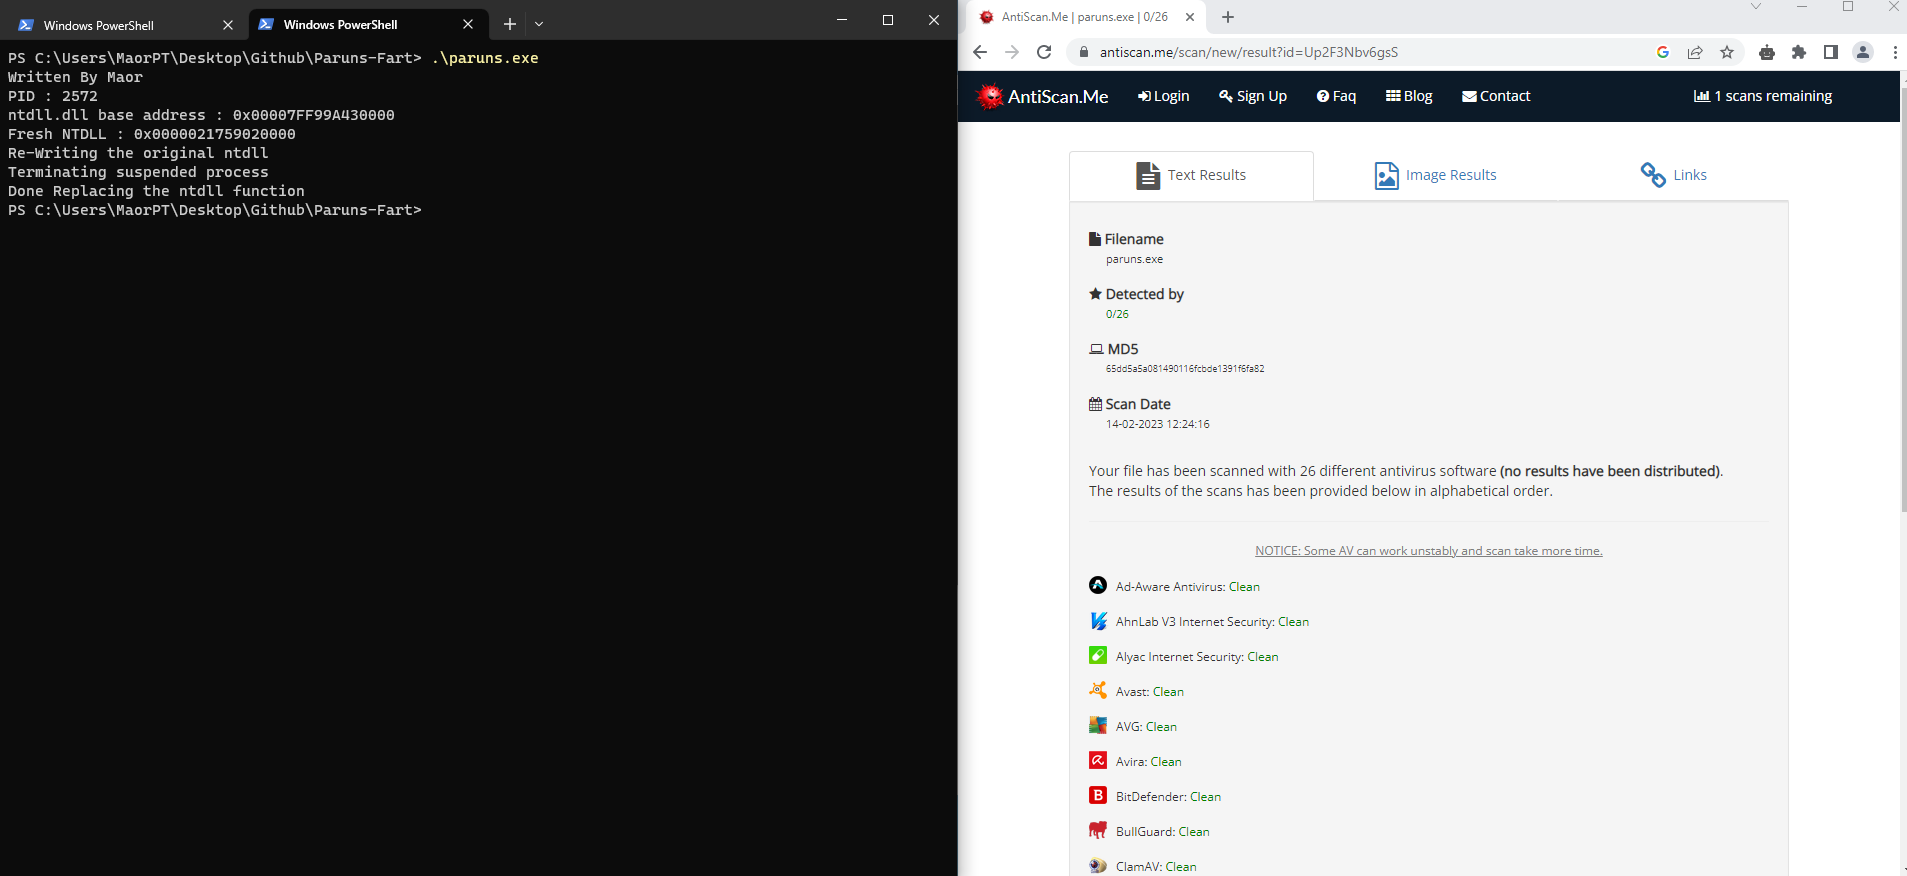 Windows PowerShell
Windows PowerShell
PS C:\Users\MaorPT\Desktop\Github\Paruns-Fart> .\paruns.exe
Written By Maor
PID : 2572
ntdll.dll base address : 0x00007FF99A430000
Fresh NTDLL : 0x0000021759020000
Re-Writing the original ntdll
Terminating suspended process
Done Replacing the ntdll function
PS C:\Users\MaorPT\Desktop\Github\Paruns-Fart>
AntiScan.Me | paruns.exe | 0/26
antiscan.me/scan/new/result?id=Up2F3Nbv6gsS
AntiScan.Me
Login
Sign Up
Faq
Blog
Contact
1 scans remaining
Text Results
Image Results
Links
Filename
paruns.exe
Detected by
0/26
MD5
65dd5a5a081490116fcbde1391f6fa82
Scan Date
14-02-2023 12:24:16
Your file has been scanned with 26 different antivirus software (no results have been distributed).
The results of the scans has been provided below in alphabetical order.
NOTICE: Some AV can work unstably and scan take more time.
Ad-Aware Antivirus: Clean
AhnLab V3 Internet Security: Clean
Alyac Internet Security: Clean
Avast: Clean
AVG: Clean
Avira: Clean
BitDefender: Clean
BullGuard: Clean
ClamAV: Clean